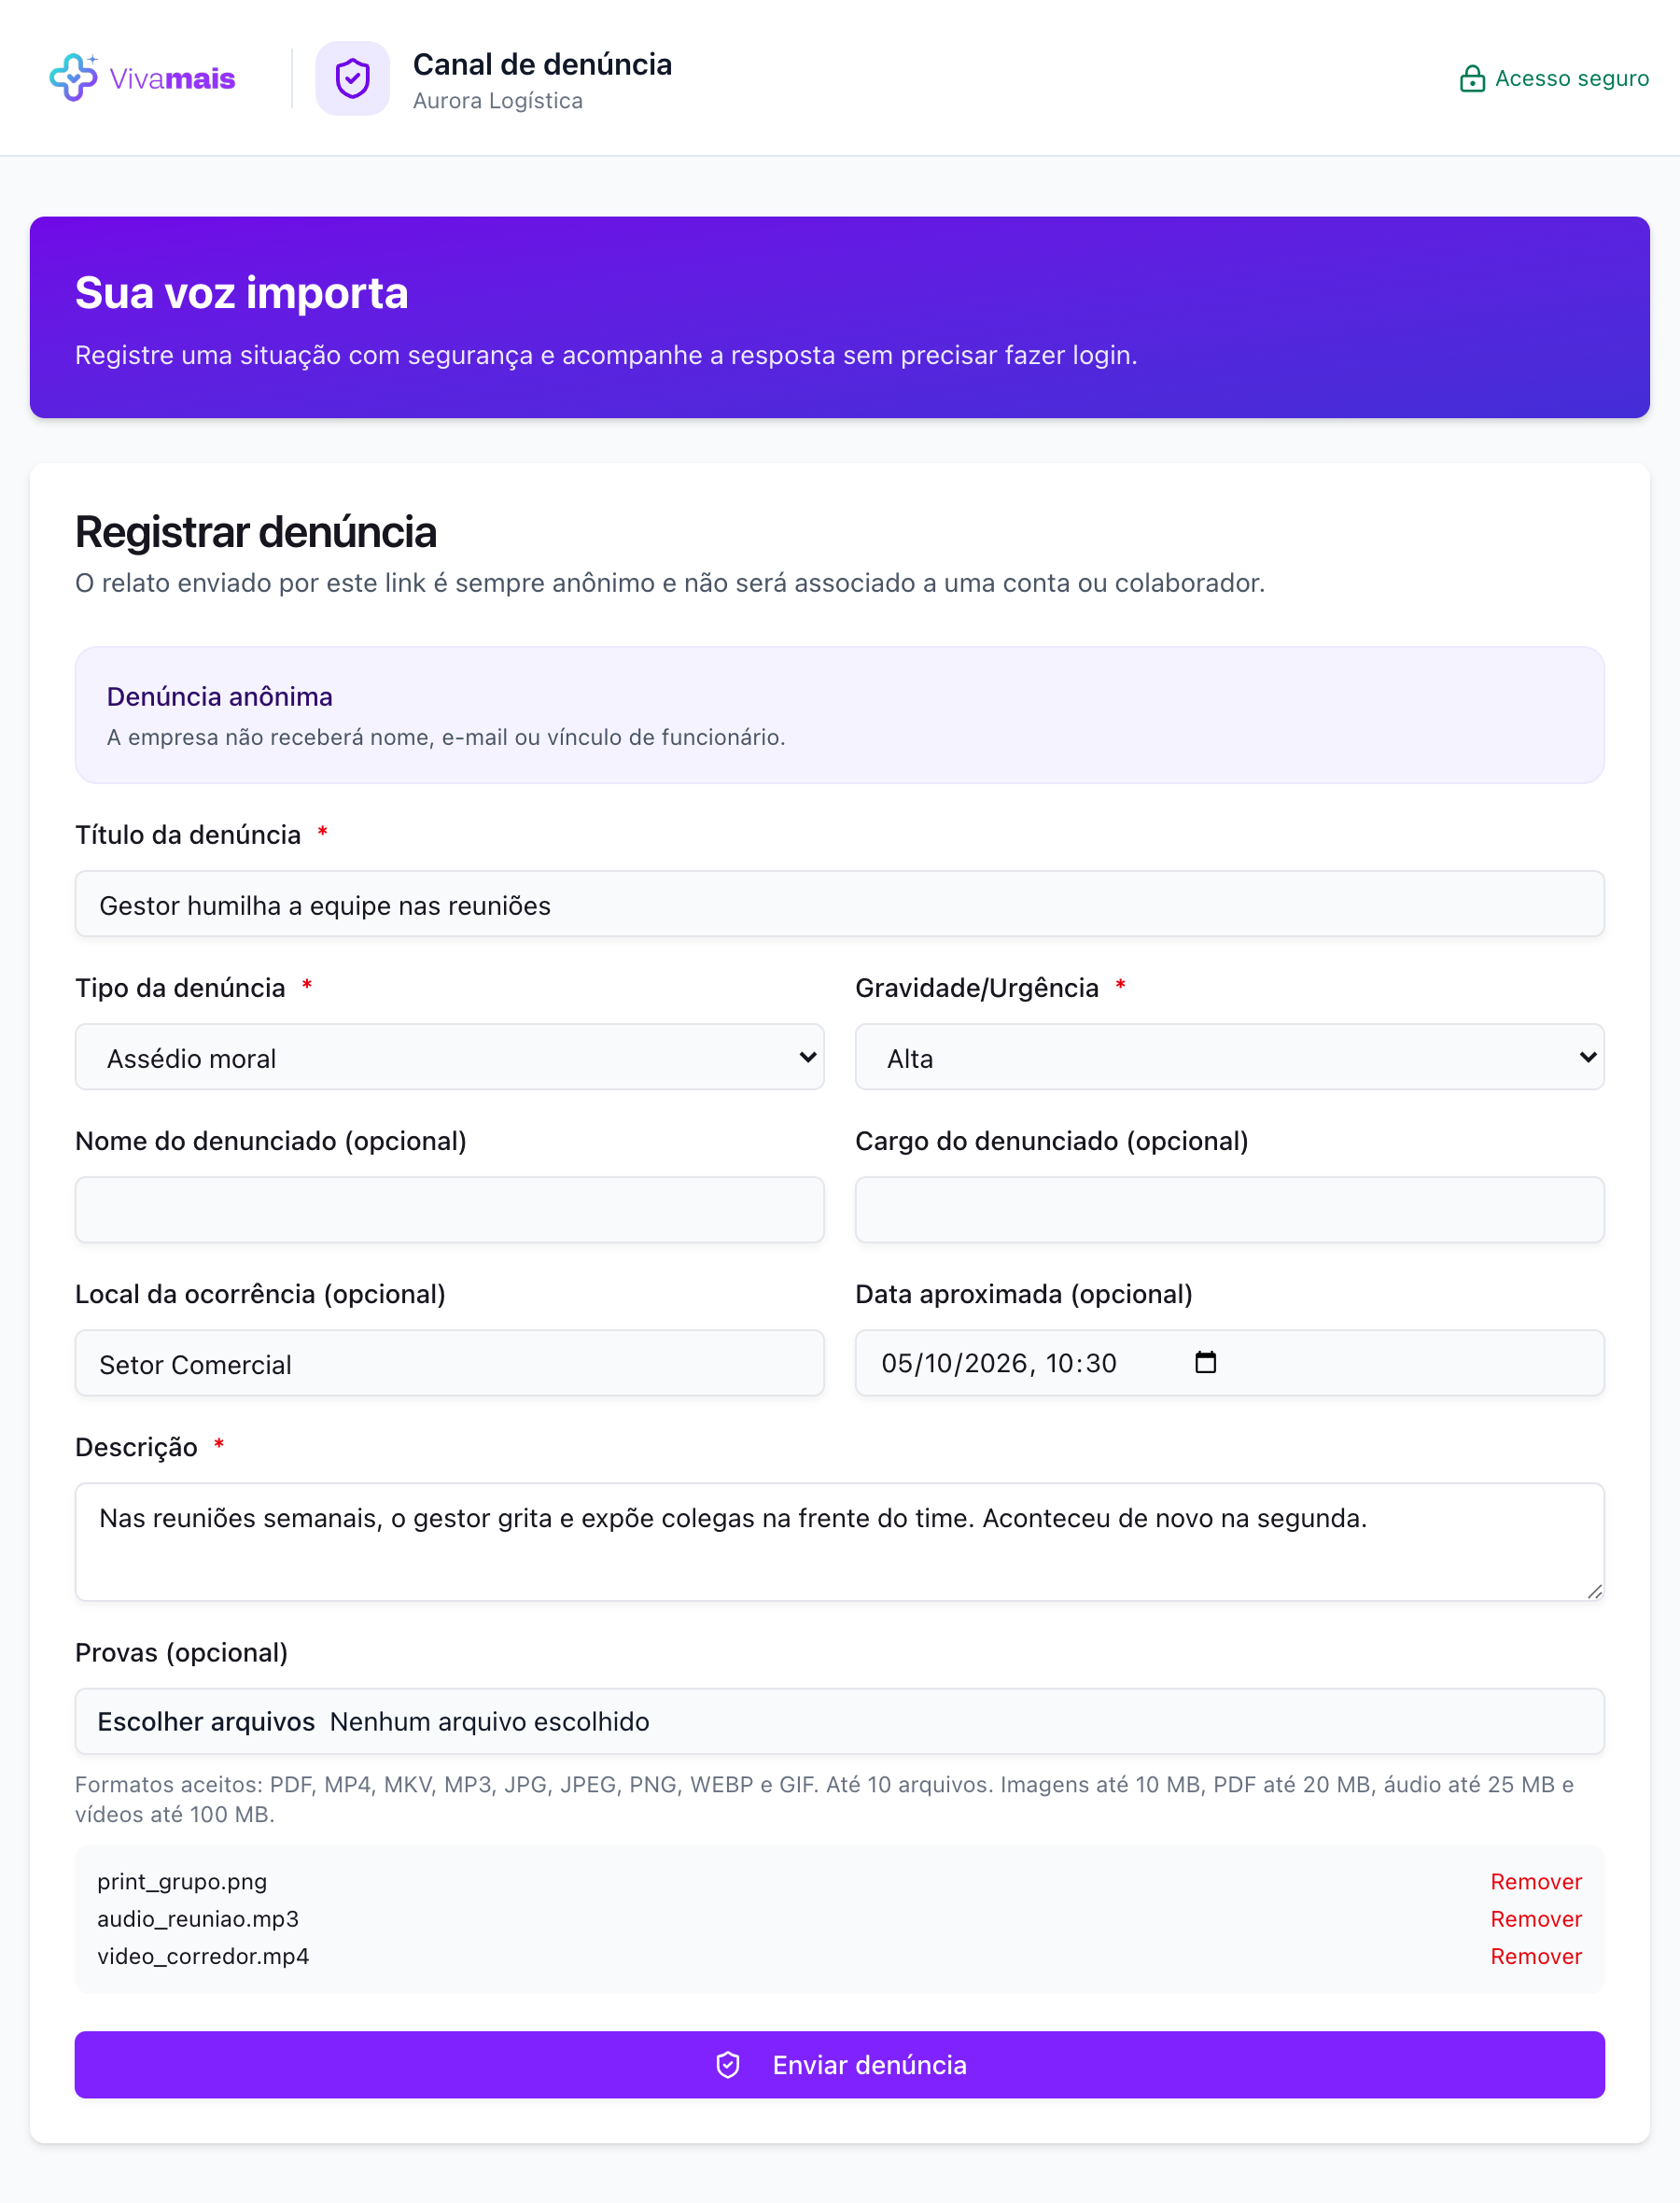 Vivamais
Canal de denúncia
Aurora Logística
Acesso seguro
Sua voz importa
Registre uma situação com segurança e acompanhe a resposta sem precisar fazer login.
Registrar denúncia
O relato enviado por este link é sempre anônimo e não será associado a uma conta ou colaborador.
Denúncia anônima
A empresa não receberá nome, e-mail ou vínculo de funcionário.
Título da denúncia *
Gestor humilha a equipe nas reuniões
Tipo da denúncia *
Gravidade/Urgência *
Assédio moral
Alta
Nome do denunciado (opcional)
Cargo do denunciado (opcional)
Local da ocorrência (opcional)
Data aproximada (opcional)
Setor Comercial
05/10/2026, 10:30
Descrição *
Nas reuniões semanais, o gestor grita e expõe colegas na frente do time. Aconteceu de novo na segunda.
Provas (opcional)
Escolher arquivos Nenhum arquivo escolhido
Formatos aceitos: PDF, MP4, MKV, MP3, JPG, JPEG, PNG, WEBP e GIF. Até 10 arquivos. Imagens até 10 MB, PDF até 20 MB, áudio até 25 MB e
vídeos até 100 MB.
print_grupo.png Remover
audio_reuniao.mp3 Remover
video_corredor.mp4 Remover
Enviar denúncia